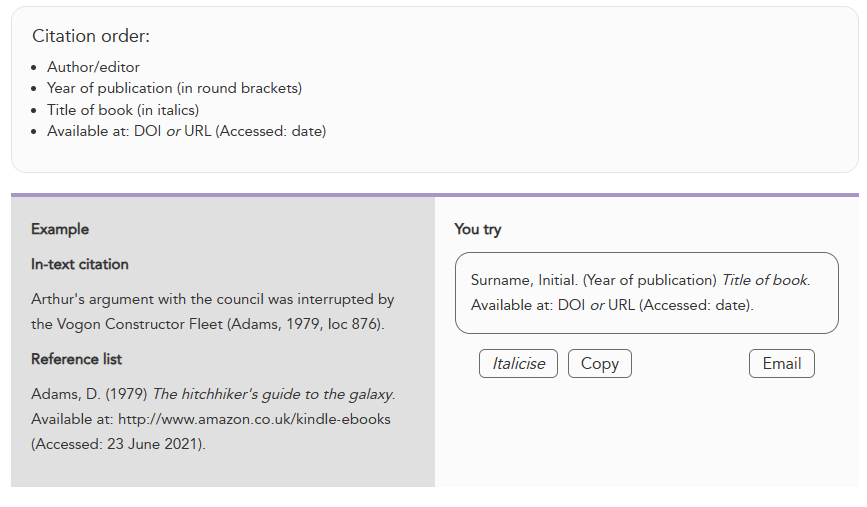 Citation order:
• Author/editor
• Year of publication (in round brackets)
• Title of book (in italics)
• Available at: DOI or URL (Accessed: date)
Example
In-text citation
Arthur's argument with the council was interrupted by
the Vogon Constructor Fleet (Adams, 1979, loc 876).
Reference list
Adams, D. (1979) The hitchhiker's guide to the galaxy.
Available at: http://www.amazon.co.uk/kindle-ebooks
(Accessed: 23 June 2021).
You try
Surname, Initial. (Year of publication) Title of book.
Available at: DOI or URL (Accessed: date).
Italicise Copy Email